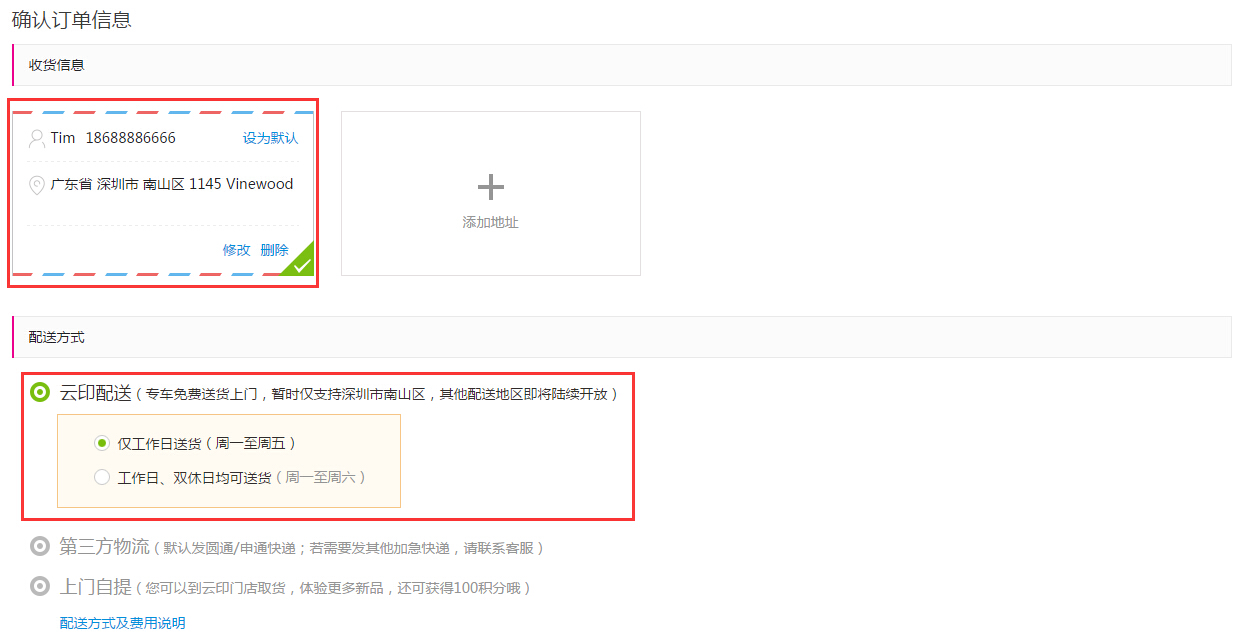 确认订单信息
收货信息
Tim 18688886666 设为默认
广东省 深圳市 南山区 1145 Vinewood
修改 删除
添加地址
配送方式
云印配送（专车免费送货上门，暂时仅支持深圳市南山区，其他配送地区即将陆续开放）
仅工作日送货（周一至周五）
工作日、双休日均可送货（周一至周六）
第三方物流（默认发圆通/申通快递；若需要发其他加急快递，请联系客服）
上门自提（您可以到云印门店取货，体验更多新品，还可获得100积分哦）
配送方式及费用说明